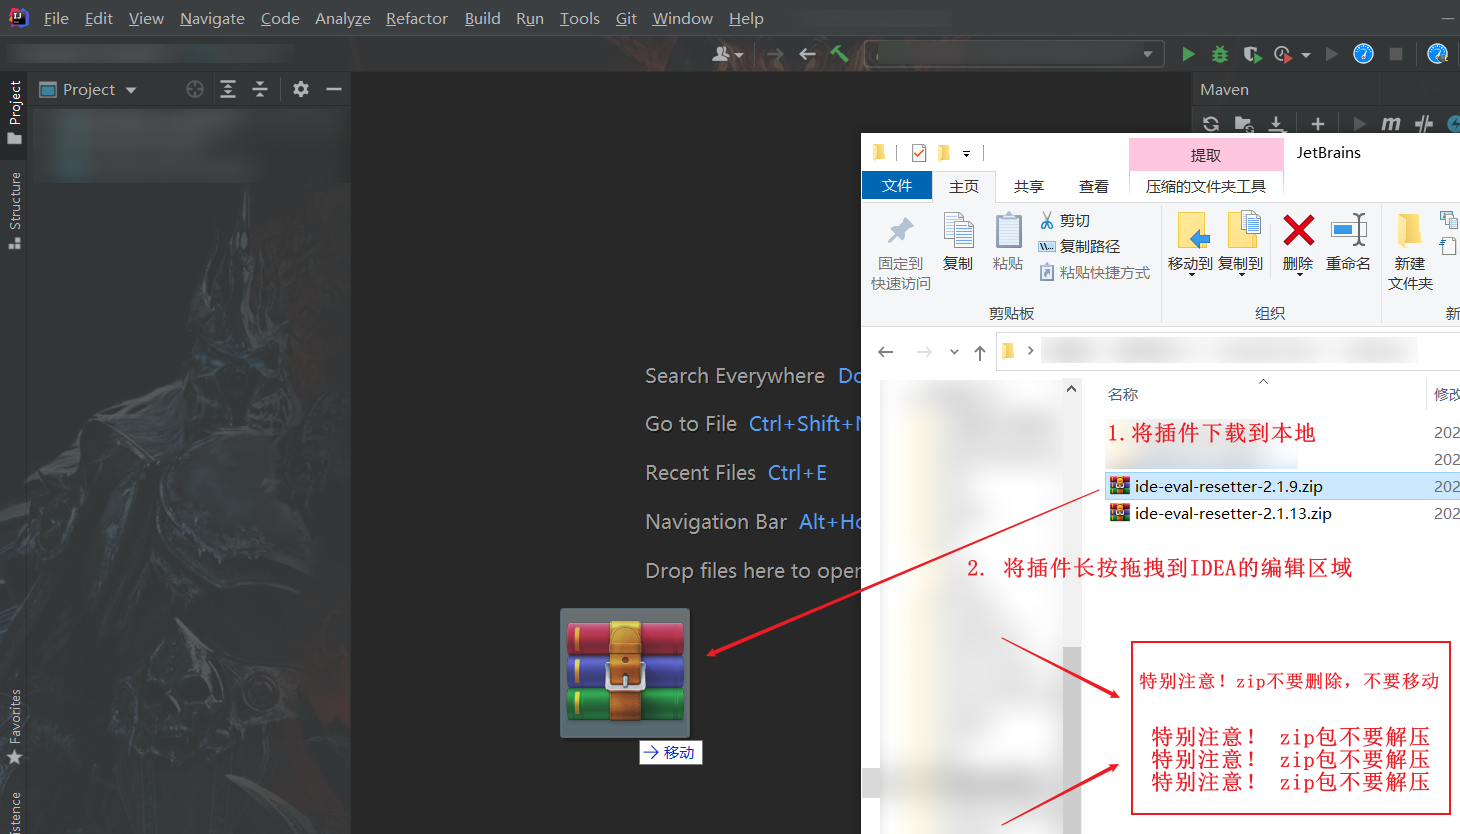 File Edit View Navigate Code Analyze Refactor Build Run Tools Git Window Help
Project
Maven
Project
Structure
Favorites
istence
Search Everywhere Do
Go to File Ctrl+Shift+N
Recent Files Ctrl+E
Navigation Bar Alt+Ho
Drop files here to open
移动
提取
JetBrains
文件 主页 共享 查看 压缩的文件夹工具
固定到
快速访问
复制
粘贴
剪切
复制路径
粘贴快捷方式
移动到 复制到 删除 重命名
新建
文件夹
剪贴板
组织
新
名称
修改
1.将插件下载到本地
202
202
ide-eval-resetter-2.1.9.zip 202
ide-eval-resetter-2.1.13.zip 202
2. 将插件长按拖拽到IDEA的编辑区域
特别注意！zip不要删除，不要移动
特别注意！ zip包不要解压
特别注意！ zip包不要解压
特别注意！ zip包不要解压